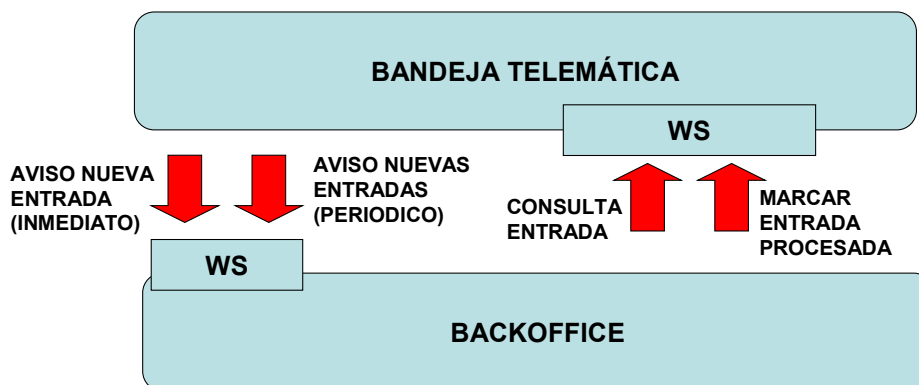 BANDEJA TELEMÁTICA
WS
AVISO NUEVA
ENTRADA
(INMEDIATO)
AVISO NUEVAS
ENTRADAS
(PERIODICO)
CONSULTA
ENTRADA
MARCAR
ENTRADA
PROCESADA
WS
BACKOFFICE